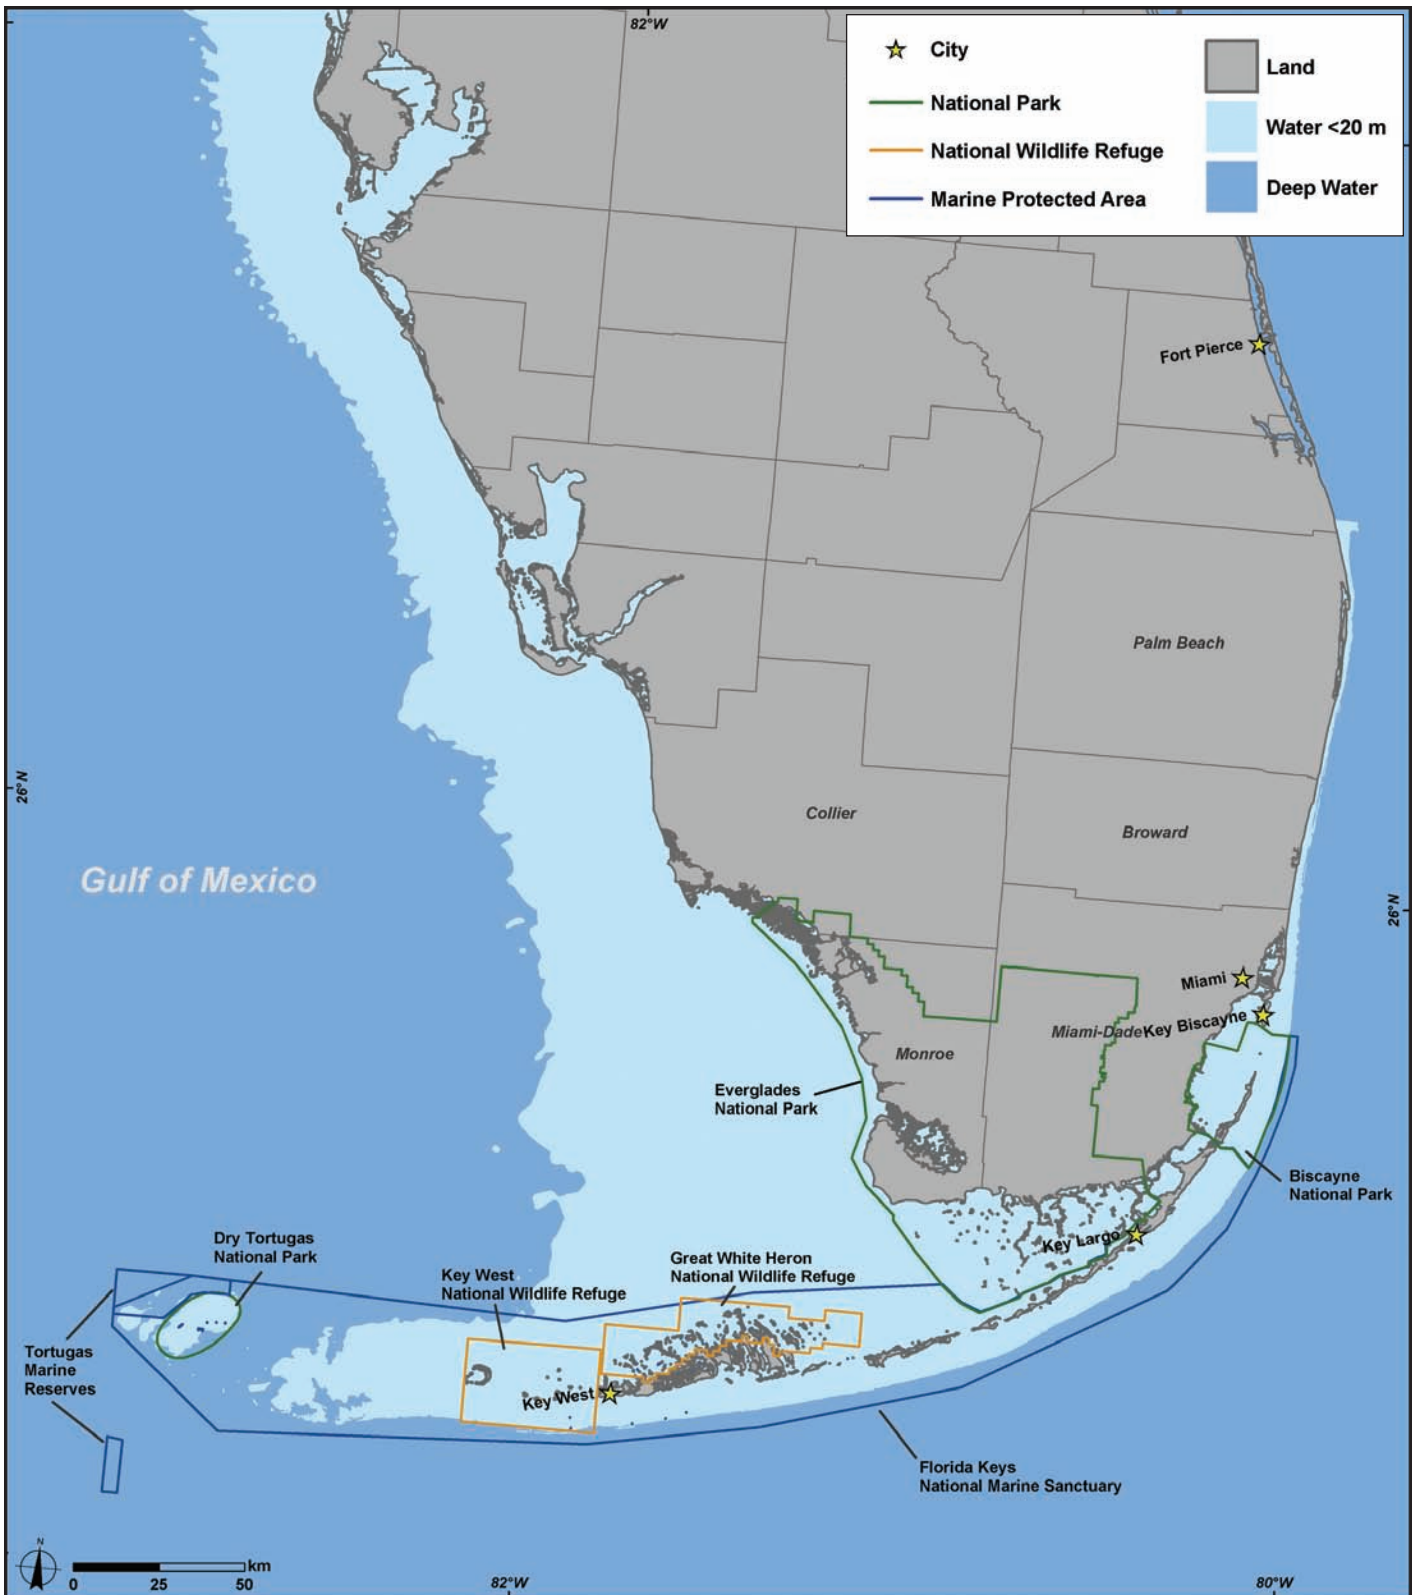 82°W
City
National Park
National Wildlife Refuge
Marine Protected Area
Land
Water <20 m
Deep Water
Fort Pierce
Palm Beach
26°N
Collier
Broward
Gulf of Mexico
26°N
Miami
Key Biscayne
Miami-Dade
Monroe
Everglades
National Park
Biscayne
National Park
Key Largo
Dry Tortugas
National Park
Great White Heron
National Wildlife Refuge
Key West
National Wildlife Refuge
Tortugas
Marine
Reserves
Key West
Florida Keys
National Marine Sanctuary
N
km
0 25 50
82°W
80°W